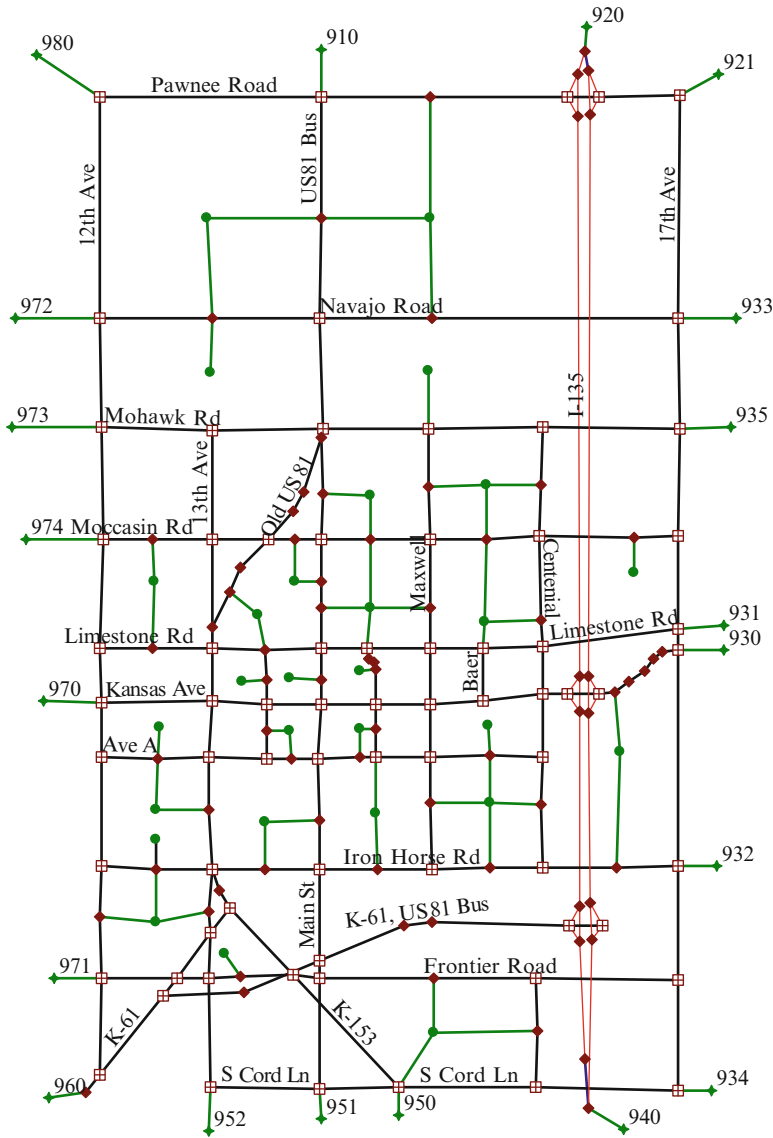 920
910
980
921
Pawnee Road
US81 Bus
12th Ave
17th Ave
972
Navajo Road
933
I-135
973
Mohawk Rd
935
13th Ave
Old US 81
974 Moccasin Rd
Maxwell
Centenial
931
Limestone Rd
Limestone Rd
930
Baer
970
Kansas Ave
Ave A
Iron Horse Rd
932
Main St
K-61, US81 Bus
971
Frontier Road
K-61
K-153
S Cord Ln
S Cord Ln
960
934
952
951
950
940